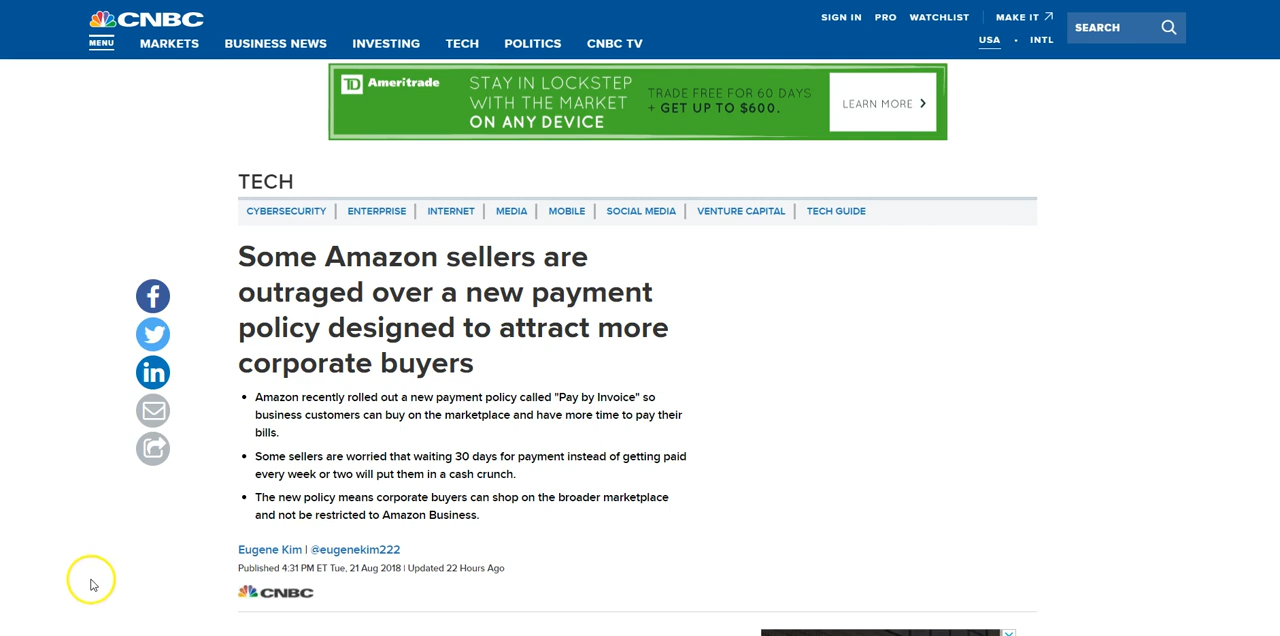 CNBC
SIGN IN PRO WATCHLIST MAKE IT
SEARCH
MENU MARKETS BUSINESS NEWS INVESTING TECH POLITICS CNBC TV
USA · INTL
TD Ameritrade
STAY IN LOCKSTEP
WITH THE MARKET
ON ANY DEVICE
TRADE FREE FOR 60 DAYS
+ GET UP TO $600.
LEARN MORE
TECH
CYBERSECURITY | ENTERPRISE | INTERNET | MEDIA | MOBILE | SOCIAL MEDIA | VENTURE CAPITAL | TECH GUIDE
Some Amazon sellers are
outraged over a new payment
policy designed to attract more
corporate buyers
• Amazon recently rolled out a new payment policy called "Pay by Invoice" so
business customers can buy on the marketplace and have more time to pay their
bills.
• Some sellers are worried that waiting 30 days for payment instead of getting paid
every week or two will put them in a cash crunch.
• The new policy means corporate buyers can shop on the broader marketplace
and not be restricted to Amazon Business.
Eugene Kim | @eugenekim222
Published 4:31 PM ET Tue, 21 Aug 2018 | Updated 22 Hours Ago
CNBC